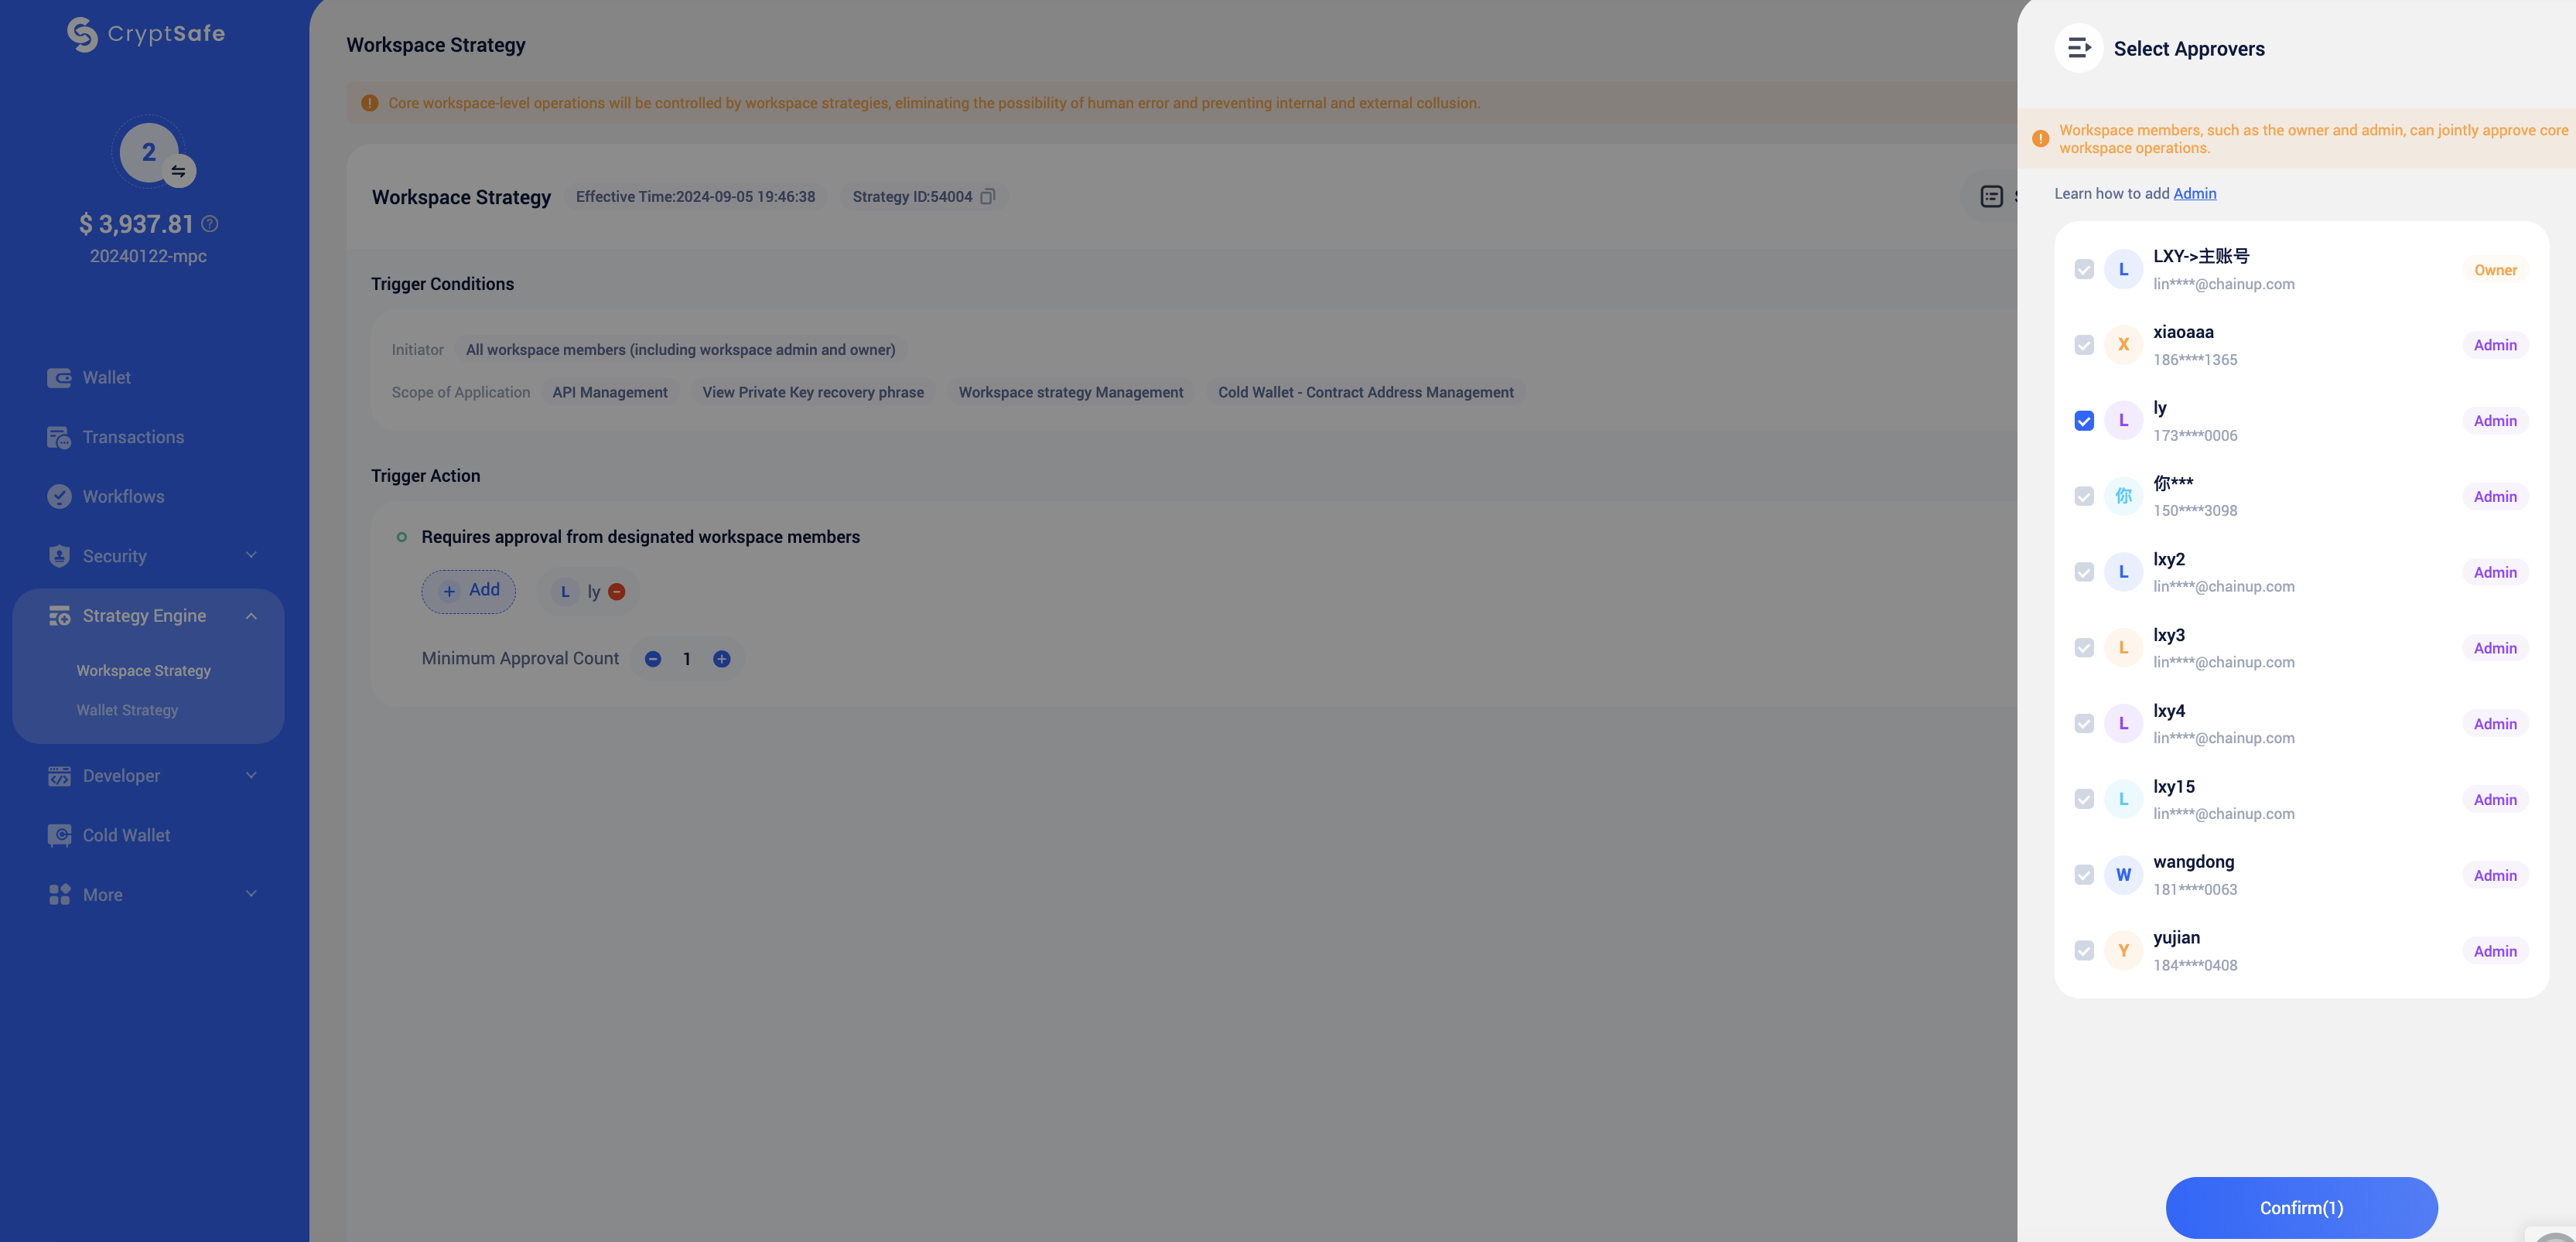 CryptSafe
2
$ 3,937.81
20240122-mpc
Wallet
Transactions
Workflows
Security
Strategy Engine
Workspace Strategy
Wallet Strategy
Developer
Cold Wallet
More
Workspace Strategy
Core workspace-level operations will be controlled by workspace strategies, eliminating the possibility of human error and preventing internal and external collusion.
Workspace Strategy Effective Time:2024-09-05 19:46:38 Strategy ID:54004
Trigger Conditions
Initiator All workspace members (including workspace admin and owner)
Scope of Application API Management View Private Key recovery phrase Workspace strategy Management Cold Wallet - Contract Address Management
Trigger Action
Requires approval from designated workspace members
+ Add L ly
Minimum Approval Count 1
Select Approvers
Workspace members, such as the owner and admin, can jointly approve core
workspace operations.
Learn how to add Admin
L LXY->主账号 Owner
lin****@chainup.com
X xiaoaaa Admin
186****1365
L ly Admin
173****0006
你 你*** Admin
150****3098
L lxy2 Admin
lin****@chainup.com
L lxy3 Admin
lin****@chainup.com
L lxy4 Admin
lin****@chainup.com
L lxy15 Admin
lin****@chainup.com
W wangdong Admin
181****0063
Y yujian Admin
184****0408
Confirm(1)